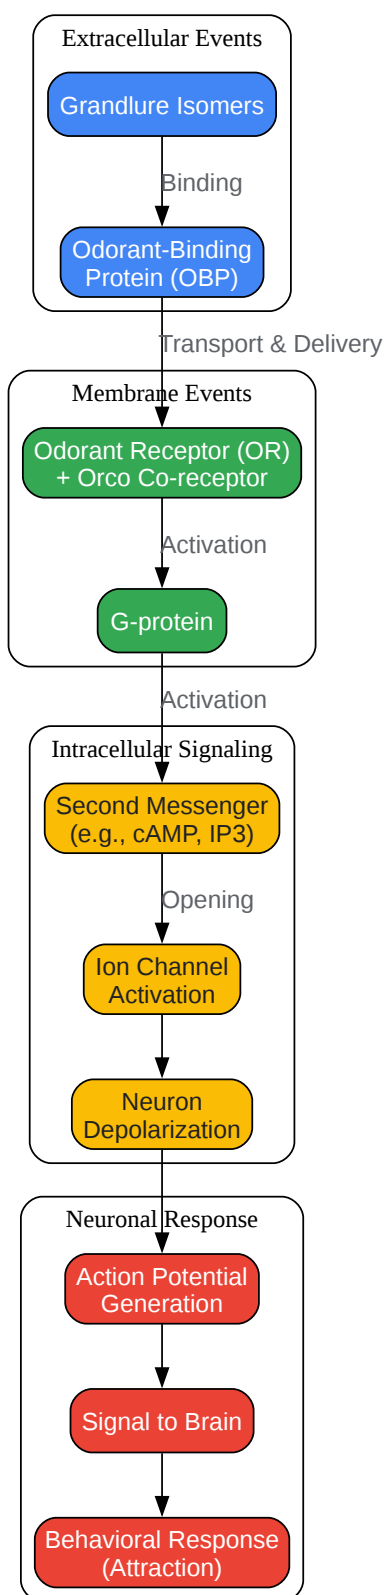 Extracellular Events
Grandlure Isomers
Binding
Odorant-Binding
Protein (OBP)
Transport & Delivery
Membrane Events
Odorant Receptor (OR)
+ Orco Co-receptor
Activation
G-protein
Activation
Intracellular Signaling
Second Messenger
(e.g., cAMP, IP3)
Opening
Ion Channel
Activation
Neuron
Depolarization
Neuronal Response
Action Potential
Generation
Signal to Brain
Behavioral Response
(Attraction)